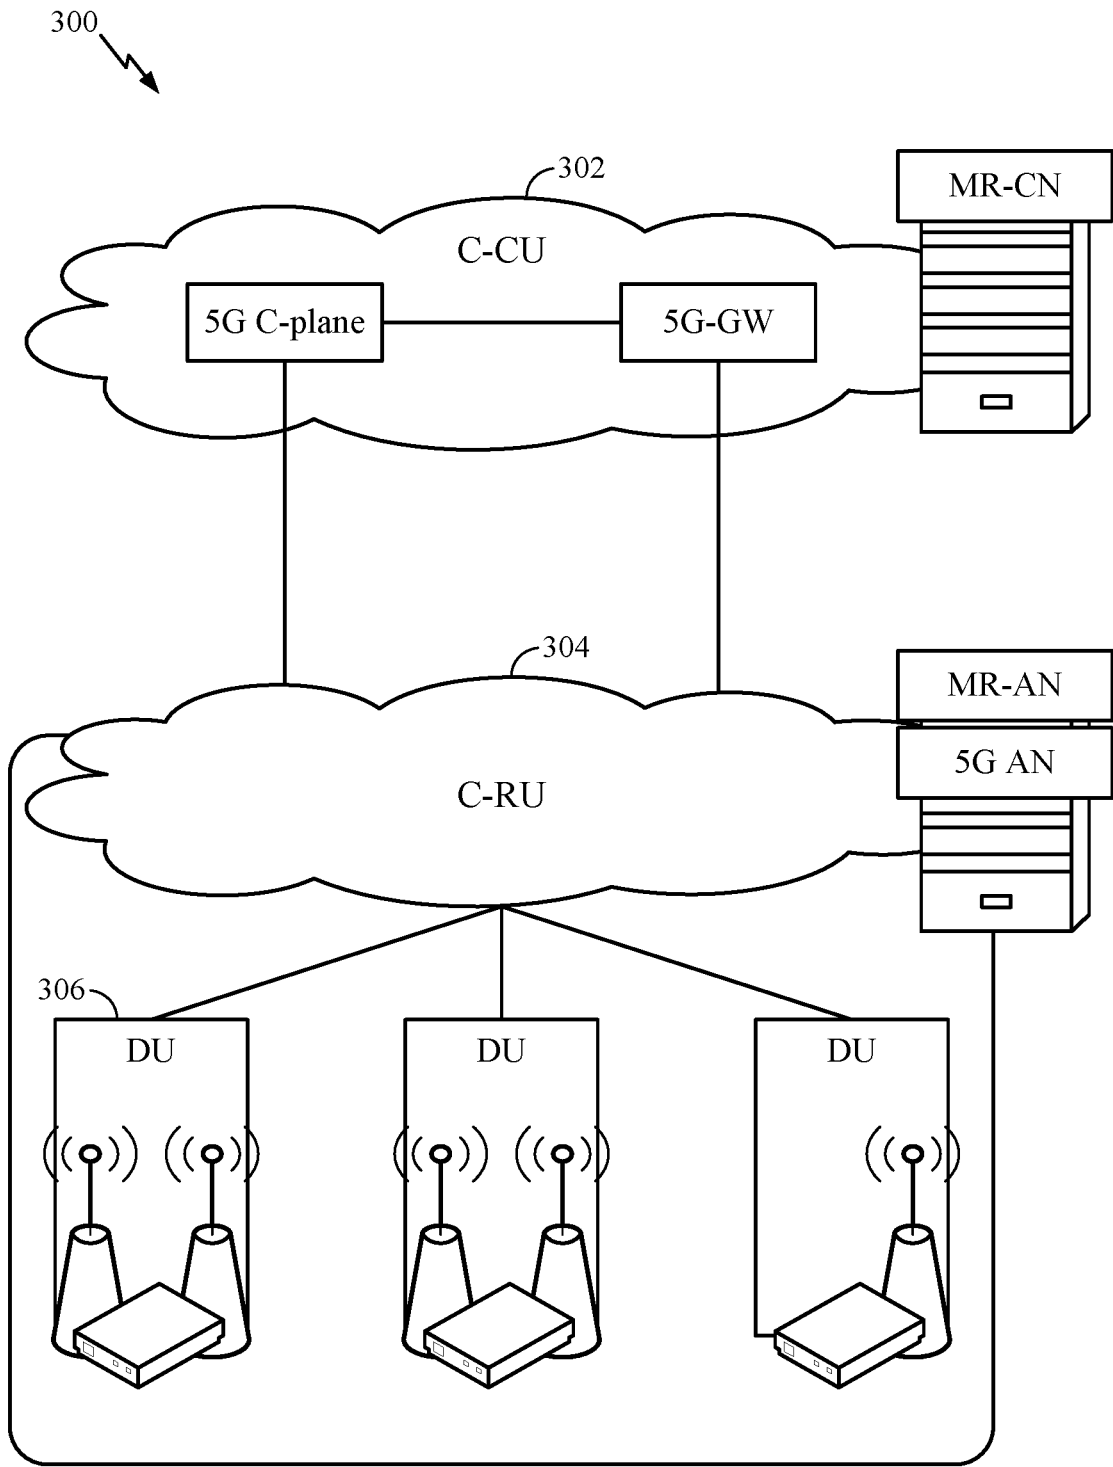 300
302
MR-CN
C-CU
5G C-plane
5G-GW
304
MR-AN
5G AN
C-RU
306
DU
DU
DU